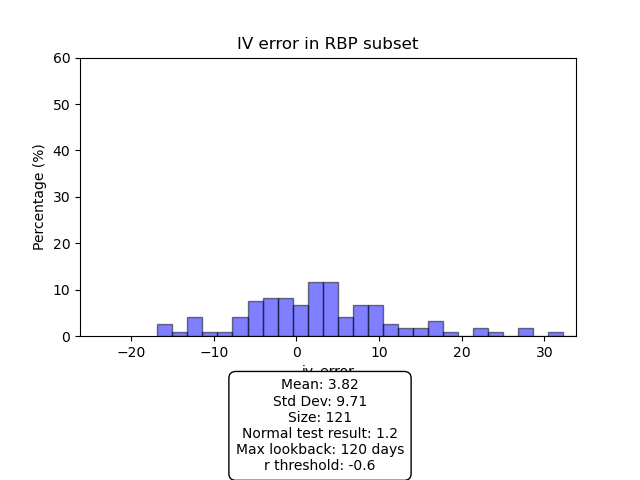 IV error in RBP subset
60
50
40
30
20
10
0
Percentage (%)
−20 −10 0 10 20 30
iv_error
Mean: 3.82
Std Dev: 9.71
Size: 121
Normal test result: 1.2
Max lookback: 120 days
r threshold: -0.6